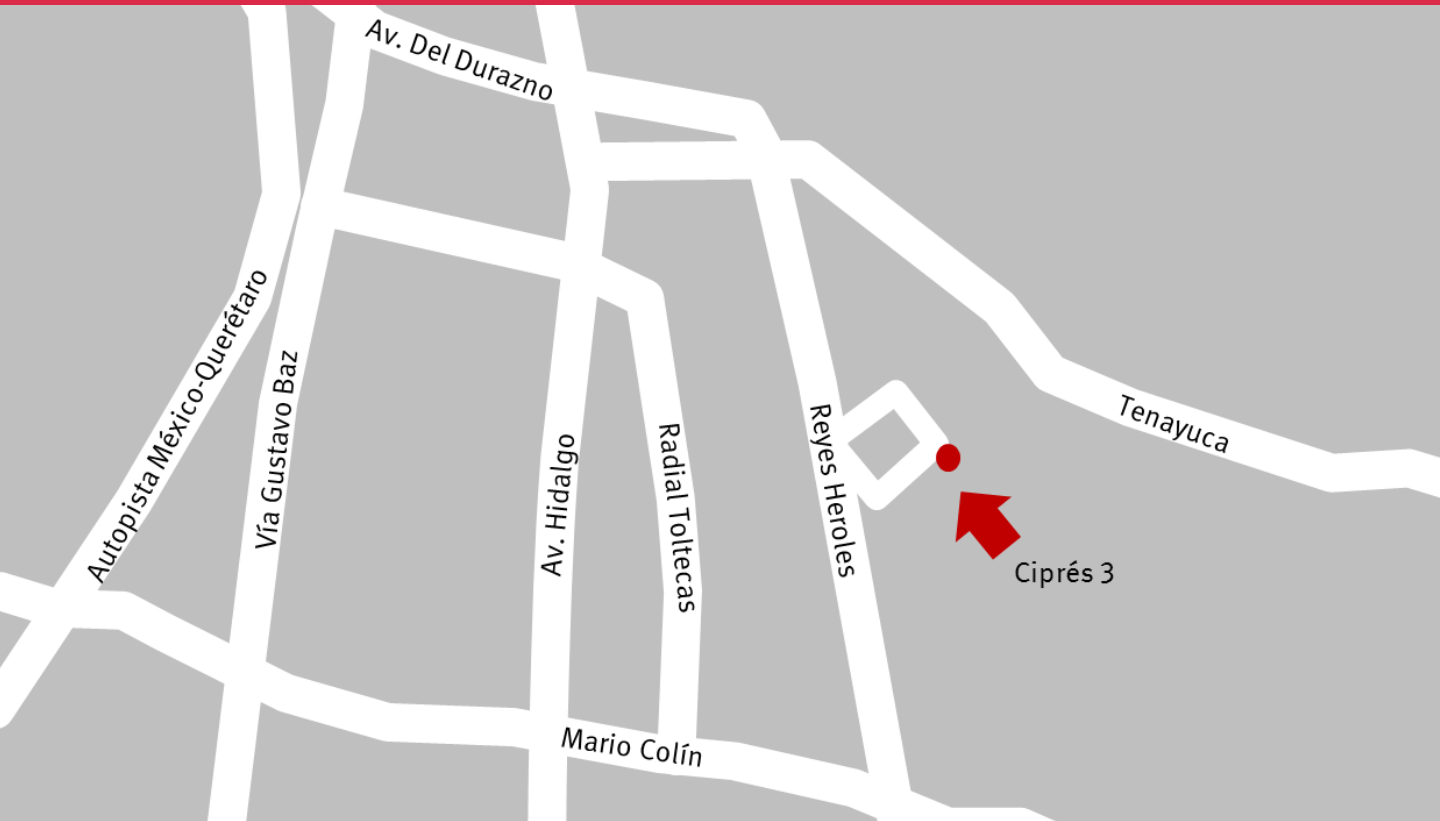 Av. Del Durazno
Autopista México-Querétaro
Vía Gustavo Baz
Av. Hidalgo
Radial Toltecas
Reyes Heroles
Tenayuca
Ciprés 3
Mario Colín